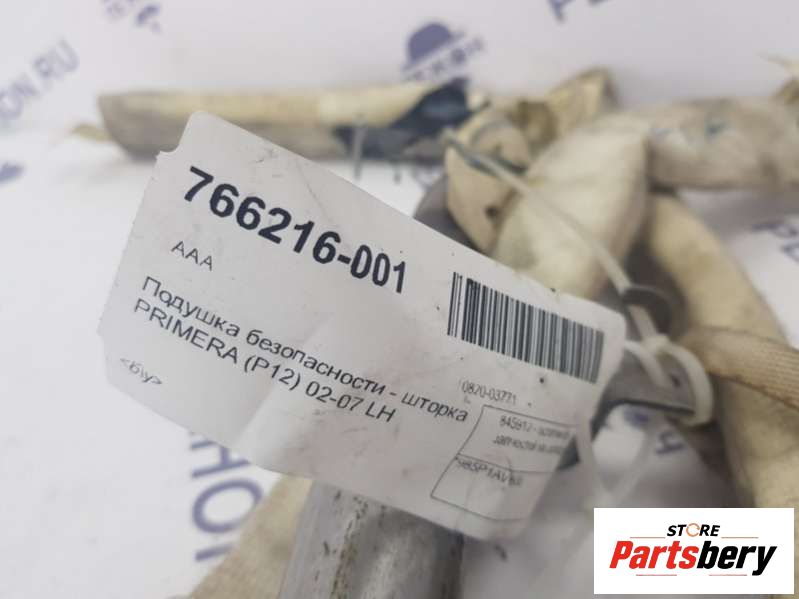 766216-001
AAA
Подушка безопасности - шторка
PRIMERA (P12) 02-07 LH
<б\у>
0820-03771
STORE
Partsbery